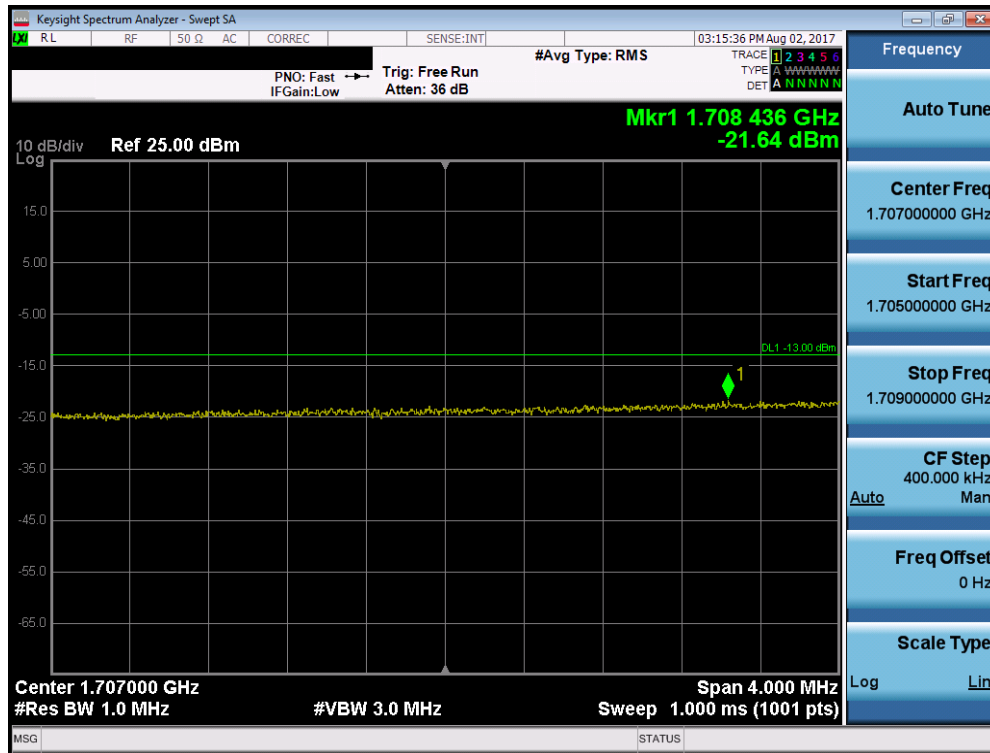 Keysight Spectrum Analyzer - Swept SA
LXI RL RF 50 Ω AC CORREC SENSE:INT 03:15:36 PM Aug 02, 2017
#Avg Type: RMS TRACE 1 2 3 4 5 6
PNO: Fast Trig: Free Run TYPE A WWWWW
IFGain:Low Atten: 36 dB DET A N N N N N
Mkr1 1.708 436 GHz
-21.64 dBm
10 dB/div Ref 25.00 dBm
Log
15.0
5.00
-5.00
DL1 -13.00 dBm
-15.0
1
-25.0
-35.0
-45.0
-55.0
-65.0
Center 1.707000 GHz Span 4.000 MHz
#Res BW 1.0 MHz #VBW 3.0 MHz Sweep 1.000 ms (1001 pts)
MSG STATUS
Frequency
Auto Tune
Center Freq
1.707000000 GHz
Start Freq
1.705000000 GHz
Stop Freq
1.709000000 GHz
CF Step
400.000 kHz
Auto Man
Freq Offset
0 Hz
Scale Type
Log Lin